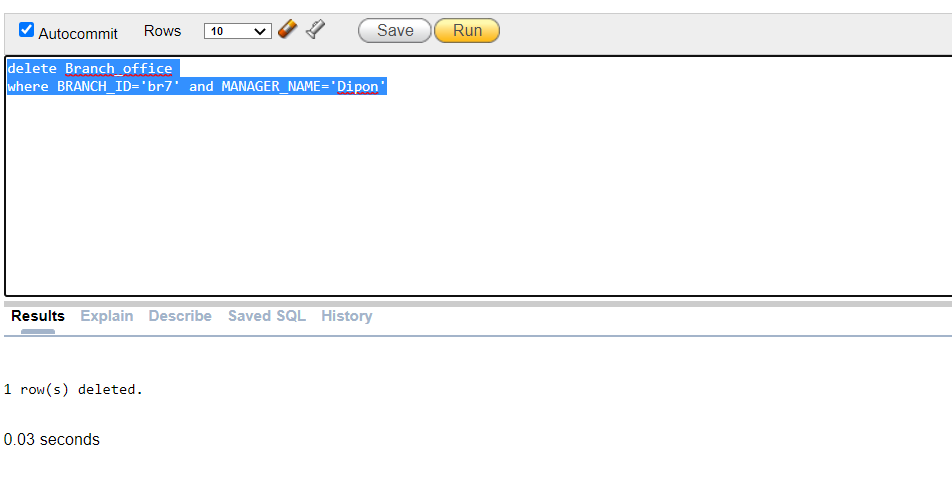 Autocommit Rows 10 Save Run
delete Branch_office
where BRANCH_ID='br7' and MANAGER_NAME='Dipon'
Results Explain Describe Saved SQL History
1 row(s) deleted.
0.03 seconds